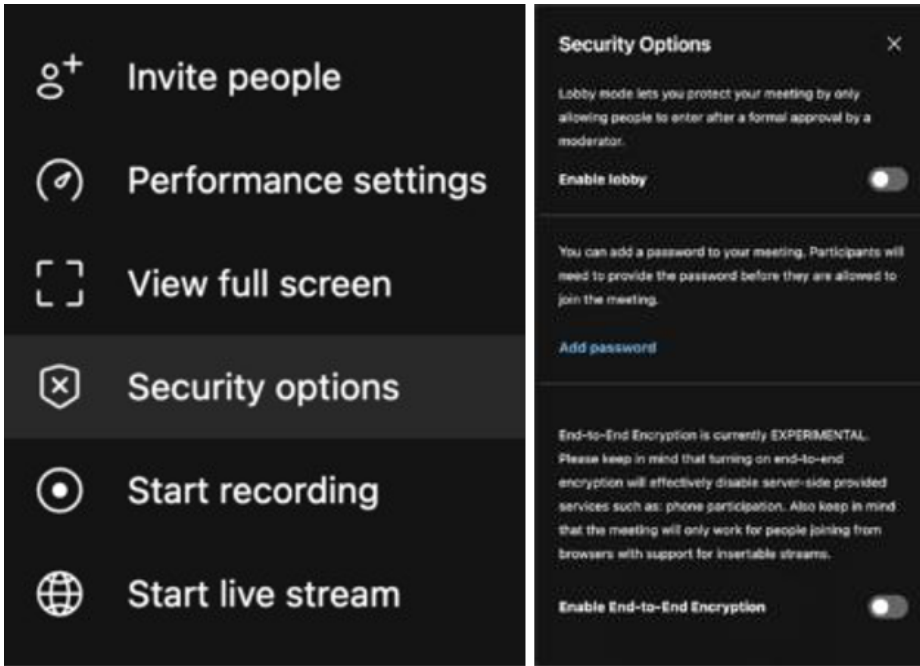 Invite people
Performance settings
View full screen
Security options
Start recording
Start live stream
Security Options
Lobby mode lets you protect your meeting by only
allowing people to enter after a formal approval by a
moderator.
Enable lobby
You can add a password to your meeting. Participants will
need to provide the password before they are allowed to
join the meeting.
Add password
End-to-End Encryption is currently EXPERIMENTAL.
Please keep in mind that turning on end-to-end
encryption will effectively disable server-side provided
services such as: phone participation. Also keep in mind
that the meeting will only work for people joining from
browsers with support for insertable streams.
Enable End-to-End Encryption